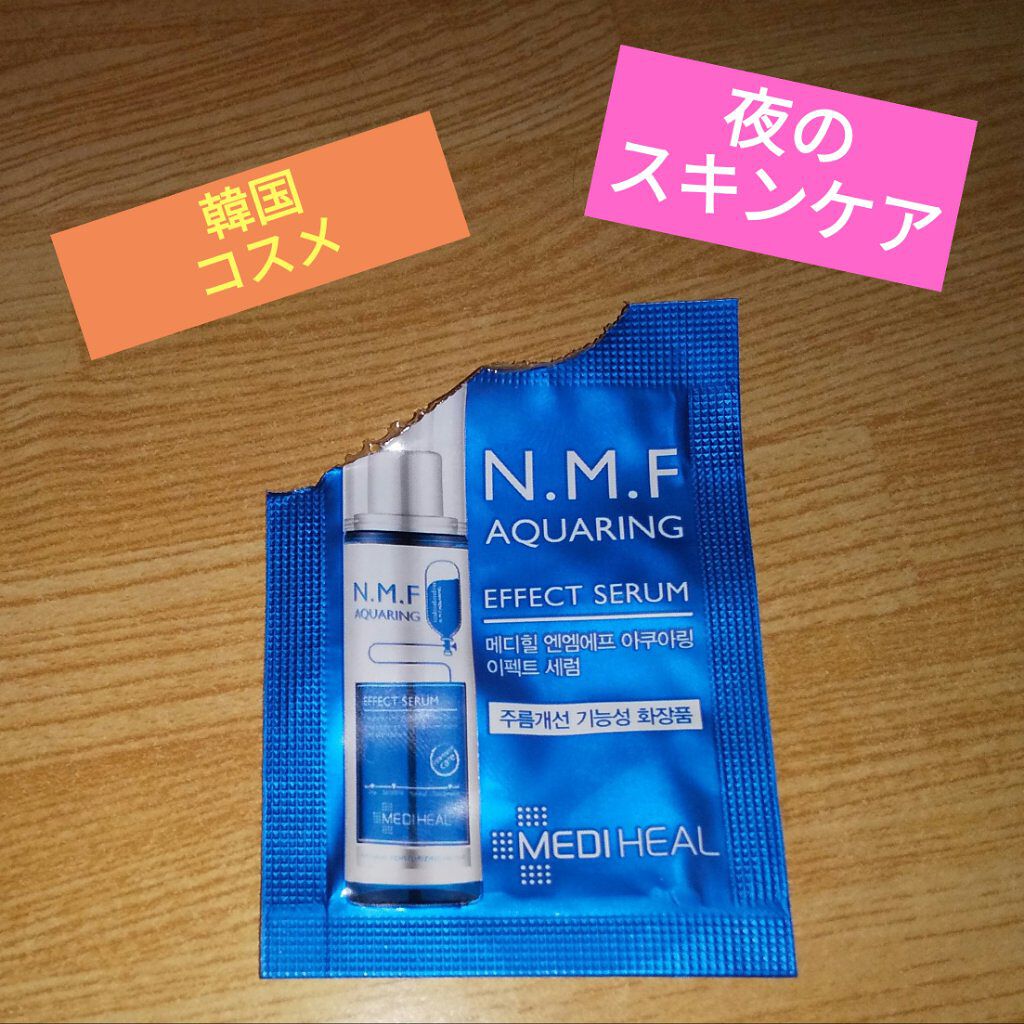 韓国
コスメ
夜の
スキンケア
N.M.F
AQUARING
EFFECT SERUM
메디힐 엔엠에프 아쿠아링
이펙트 세럼
주름개선 기능성 화장품
MEDIHEAL
N.M.F
AQUARING
EFFECT SERUM
MEDIHEAL